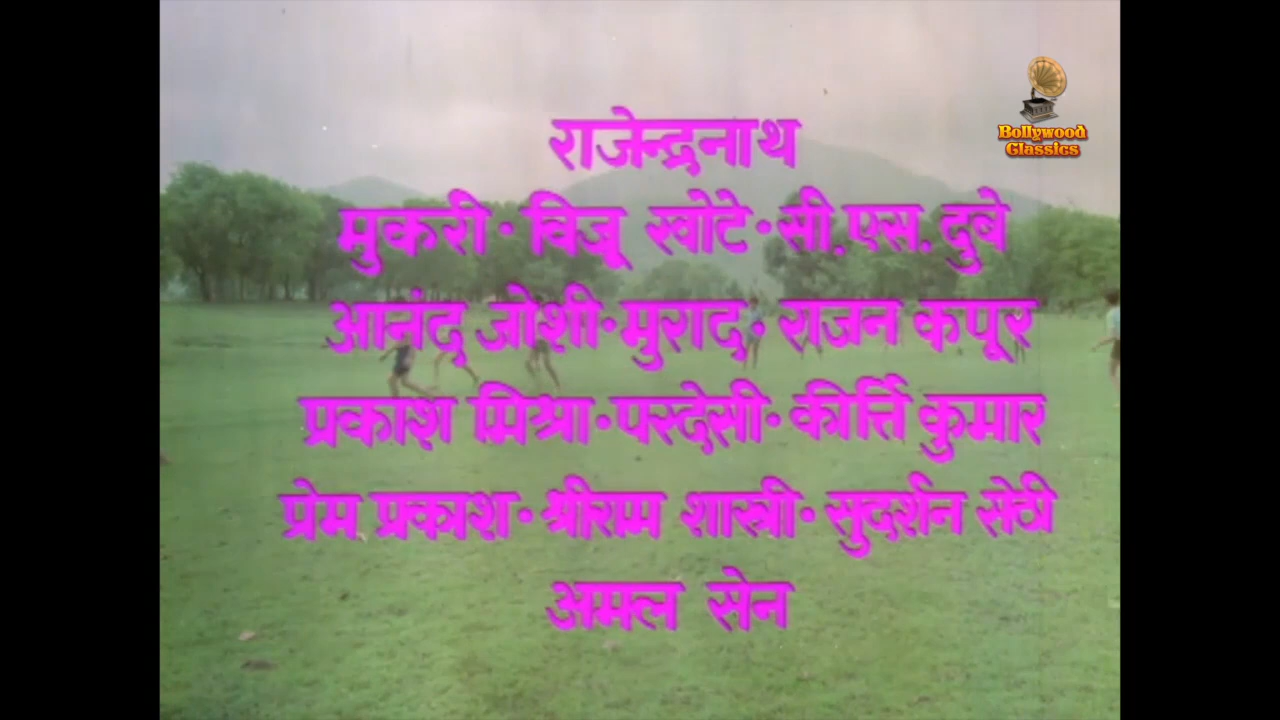 Bollywood
Classics
राजेन्द्रनाथ
मुकरी · विजू खोटे · सी. एस. दुबे
आनंद जोशी · मुराद · राजन कपूर
प्रकाश मिश्रा · परदेसी · कीर्त्ति कुमार
प्रेम प्रकाश · श्रीराम शास्त्री · सुदर्शन सेठी
अमल सेन